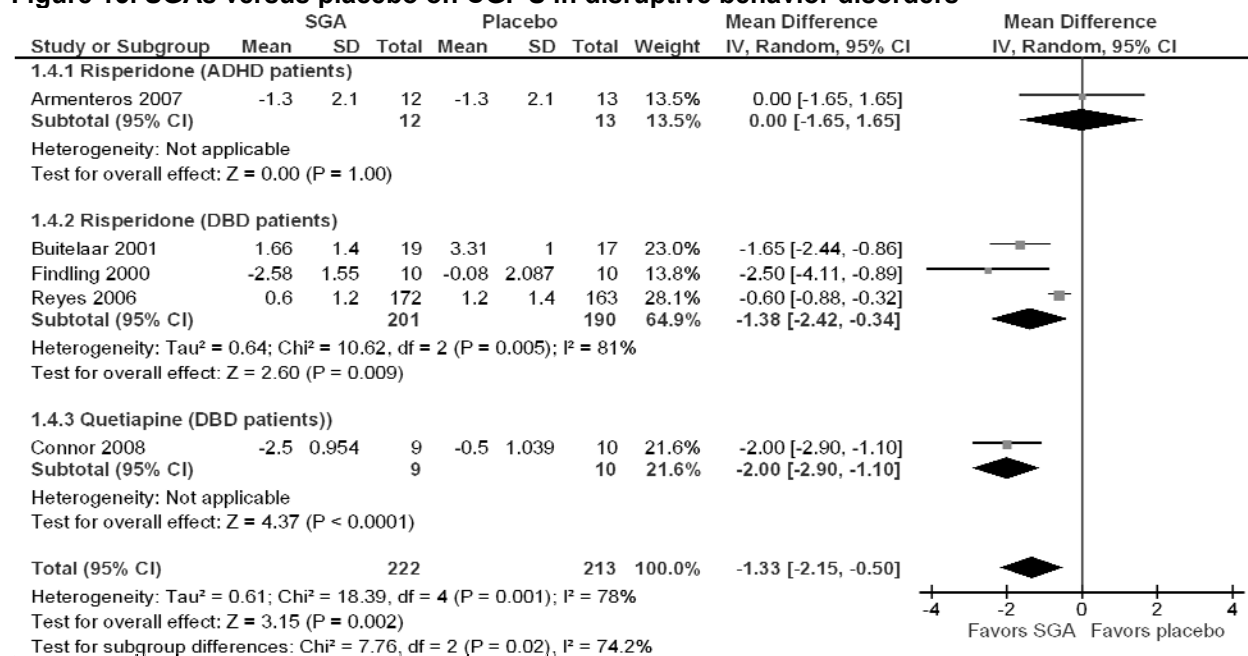 Figure 15. SGAs versus placebo on CGI-S in disruptive behavior disorders
SGA Placebo Mean Difference Mean Difference
Study or Subgroup Mean SD Total Mean SD Total Weight IV, Random, 95% CI IV, Random, 95% CI
1.4.1 Risperidone (ADHD patients)
Armenteros 2007 -1.3 2.1 12 -1.3 2.1 13 13.5% 0.00 [-1.65, 1.65]
Subtotal (95% CI) 12 13 13.5% 0.00 [-1.65, 1.65]
Heterogeneity: Not applicable
Test for overall effect: Z = 0.00 (P = 1.00)
1.4.2 Risperidone (DBD patients)
Buitelaar 2001 1.66 1.4 19 3.31 1 17 23.0% -1.65 [-2.44, -0.86]
Findling 2000 -2.58 1.55 10 -0.08 2.087 10 13.8% -2.50 [-4.11, -0.89]
Reyes 2006 0.6 1.2 172 1.2 1.4 163 28.1% -0.60 [-0.88, -0.32]
Subtotal (95% CI) 201 190 64.9% -1.38 [-2.42, -0.34]
Heterogeneity: Tau² = 0.64; Chi² = 10.62, df = 2 (P = 0.005); I² = 81%
Test for overall effect: Z = 2.60 (P = 0.009)
1.4.3 Quetiapine (DBD patients))
Connor 2008 -2.5 0.954 9 -0.5 1.039 10 21.6% -2.00 [-2.90, -1.10]
Subtotal (95% CI) 9 10 21.6% -2.00 [-2.90, -1.10]
Heterogeneity: Not applicable
Test for overall effect: Z = 4.37 (P < 0.0001)
Total (95% CI) 222 213 100.0% -1.33 [-2.15, -0.50]
Heterogeneity: Tau² = 0.61; Chi² = 18.39, df = 4 (P = 0.001); I² = 78%
Test for overall effect: Z = 3.15 (P = 0.002)
Test for subgroup differences: Chi² = 7.76, df = 2 (P = 0.02), I² = 74.2%
-4 -2 0 2 4
Favors SGA Favors placebo